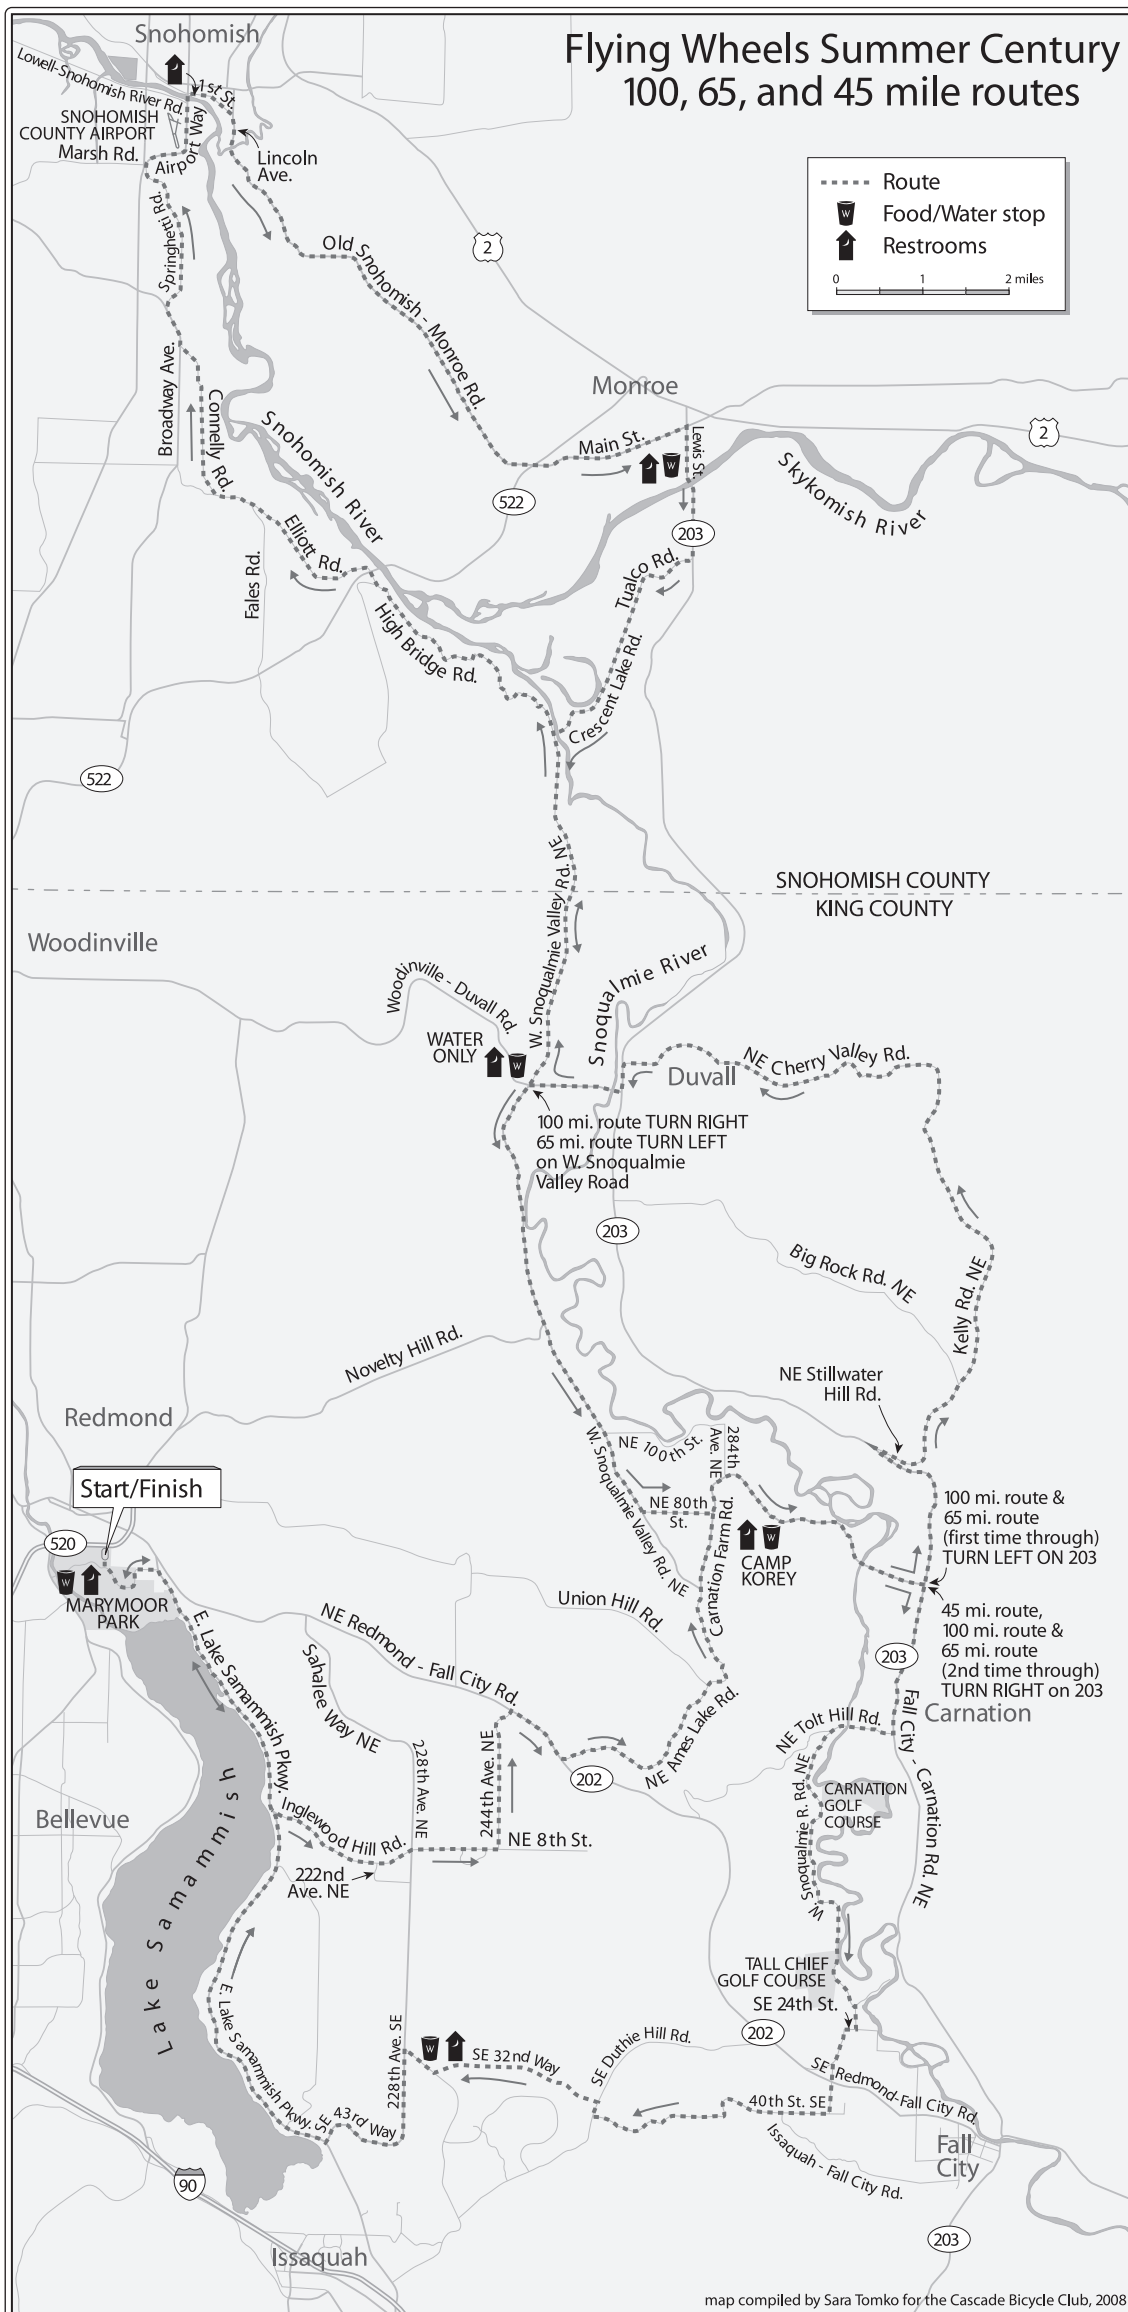 Flying Wheels Summer Century
100, 65, and 45 mile routes
Route
W
Food/Water stop
Restrooms
0 1 2 miles
Snohomish
Lowell-Snohomish River Rd.
1st St.
SNOHOMISH
COUNTY AIRPORT
Marsh Rd.
Airport Way
Lincoln
Ave.
Springhetti Rd.
Old Snohomish - Monroe Rd.
2
Broadway Ave.
Connelly Rd.
Snohomish River
Monroe
Main St.
Lewis St.
W
2
Skykomish River
522
203
Elliott Rd.
Fales Rd.
High Bridge Rd.
Tualco Rd.
Crescent Lake Rd.
522
W. Snoqualmie Valley Rd. NE
SNOHOMISH COUNTY
KING COUNTY
Woodinville
Woodinville - Duvall Rd.
Snoqualmie River
WATER
ONLY
W
NE Cherry Valley Rd.
Duvall
100 mi. route TURN RIGHT
65 mi. route TURN LEFT
on W. Snoqualmie
Valley Road
203
Big Rock Rd. NE
Kelly Rd. NE
Novelty Hill Rd.
NE Stillwater
Hill Rd.
Redmond
Start/Finish
520
W
MARYMOOR
PARK
W. Snoqualmie Valley Rd. NE
NE 100th St.
284th
Ave. NE
NE 80th
St.
Carnation Farm Rd.
W
CAMP
KOREY
100 mi. route &
65 mi. route
(first time through)
TURN LEFT ON 203
45 mi. route,
100 mi. route &
65 mi. route
(2nd time through)
TURN RIGHT on 203
Union Hill Rd.
203
Carnation
E. Lake Samammish Pkwy.
NE Redmond - Fall City Rd.
Sahalee Way NE
228th Ave. NE
244th Ave. NE
NE Ames Lake Rd.
202
NE Tolt Hill Rd.
Fall City - Carnation Rd. NE
W. Snoqualmie R. Rd. NE
CARNATION
GOLF
COURSE
Bellevue
Lake Samammish
Inglewood Hill Rd.
NE 8th St.
222nd
Ave. NE
TALL CHIEF
GOLF COURSE
SE 24th St.
202
E. Lake Samammish Pkwy. SE
228th Ave. SE
W
SE 32nd Way
SE Duthie Hill Rd.
SE Redmond-Fall City Rd.
43rd Way
40th St. SE
Issaquah - Fall City Rd.
Fall
City
90
203
Issaquah
map compiled by Sara Tomko for the Cascade Bicycle Club, 2008